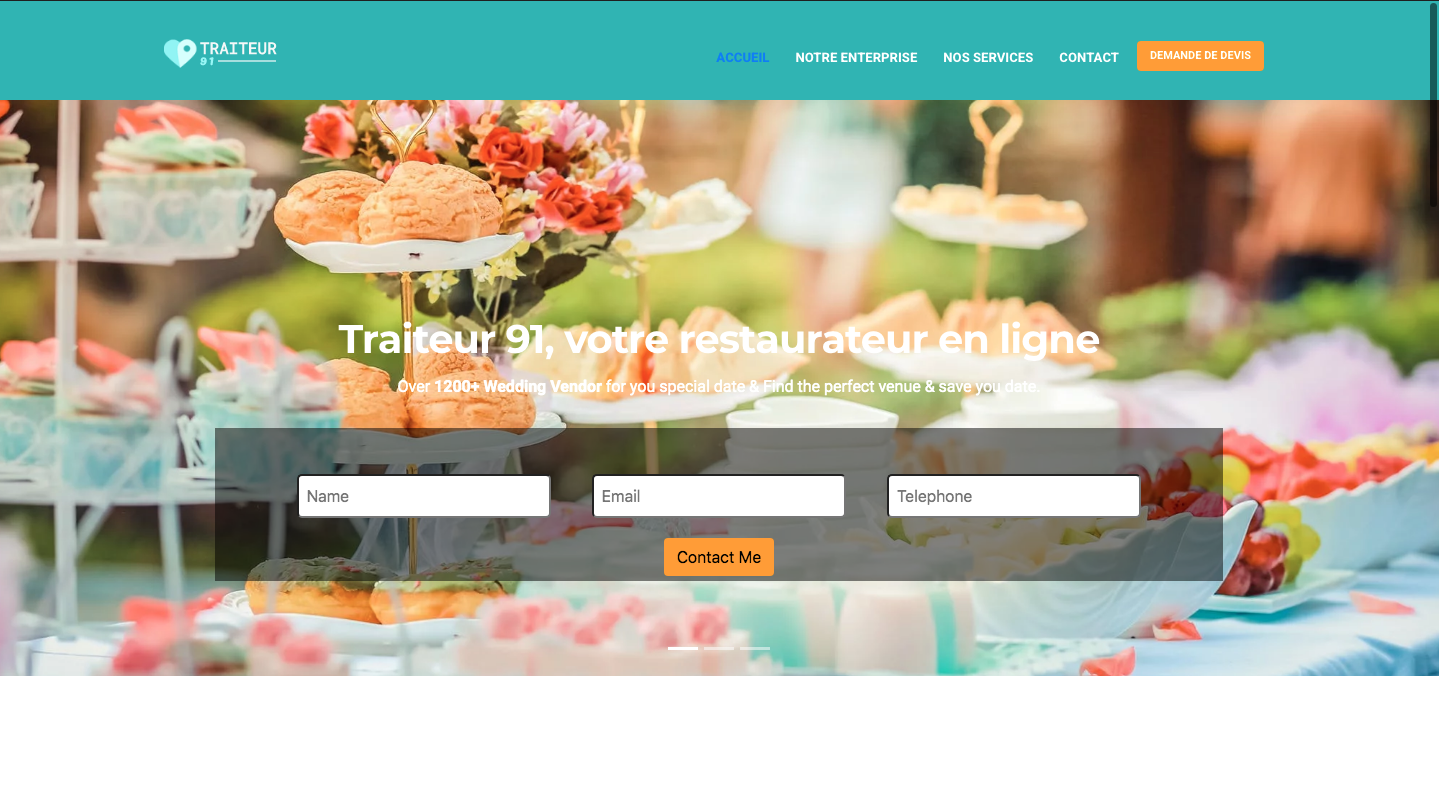 TRAITEUR
91
ACCUEIL
NOTRE ENTERPRISE
NOS SERVICES
CONTACT
DEMANDE DE DEVIS
Traiteur 91, votre restaurateur en ligne
Over 1200+ Wedding Vendor for you special date & Find the perfect venue & save you date.
Name
Email
Telephone
Contact Me